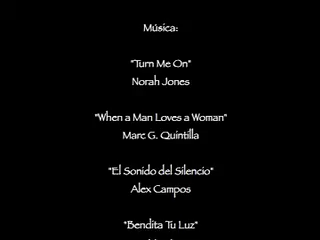 Música:
"Turn Me On"
Norah Jones
"When a Man Loves a Woman"
Marc G. Quintilla
"El Sonido del Silencio"
Alex Campos
"Bendita Tu Luz"